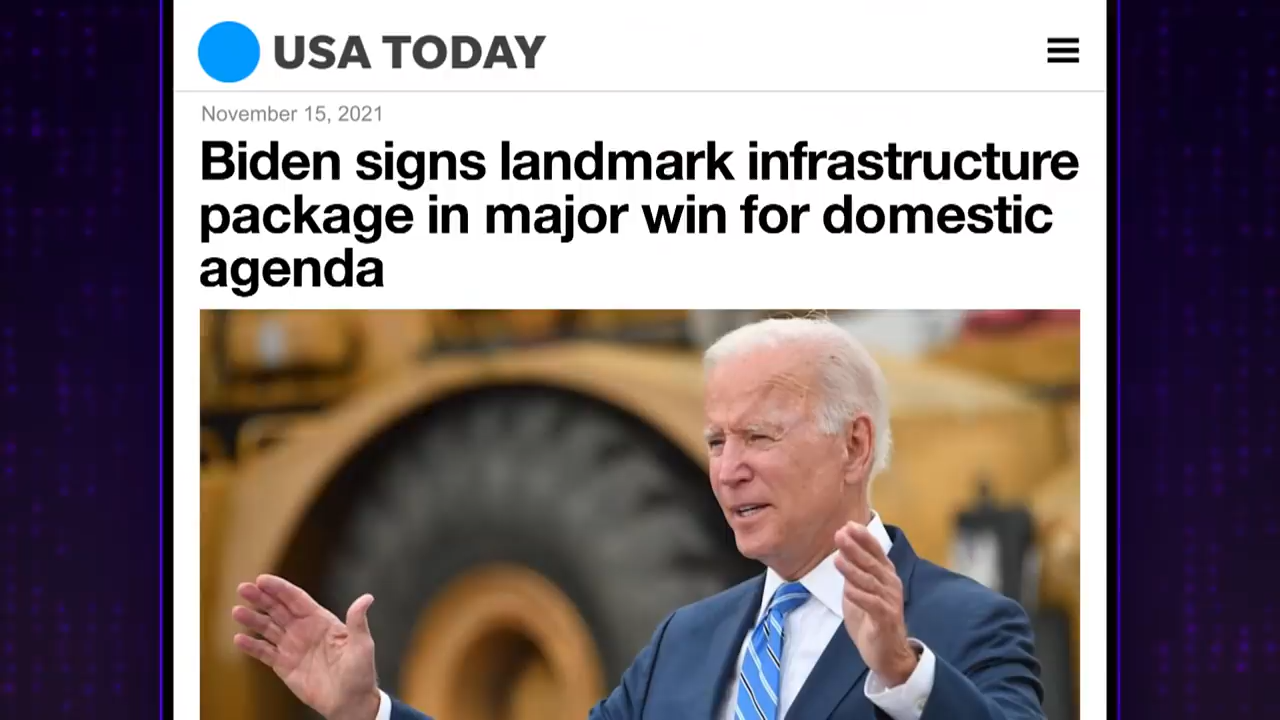 USA TODAY
November 15, 2021
Biden signs landmark infrastructure
package in major win for domestic
agenda